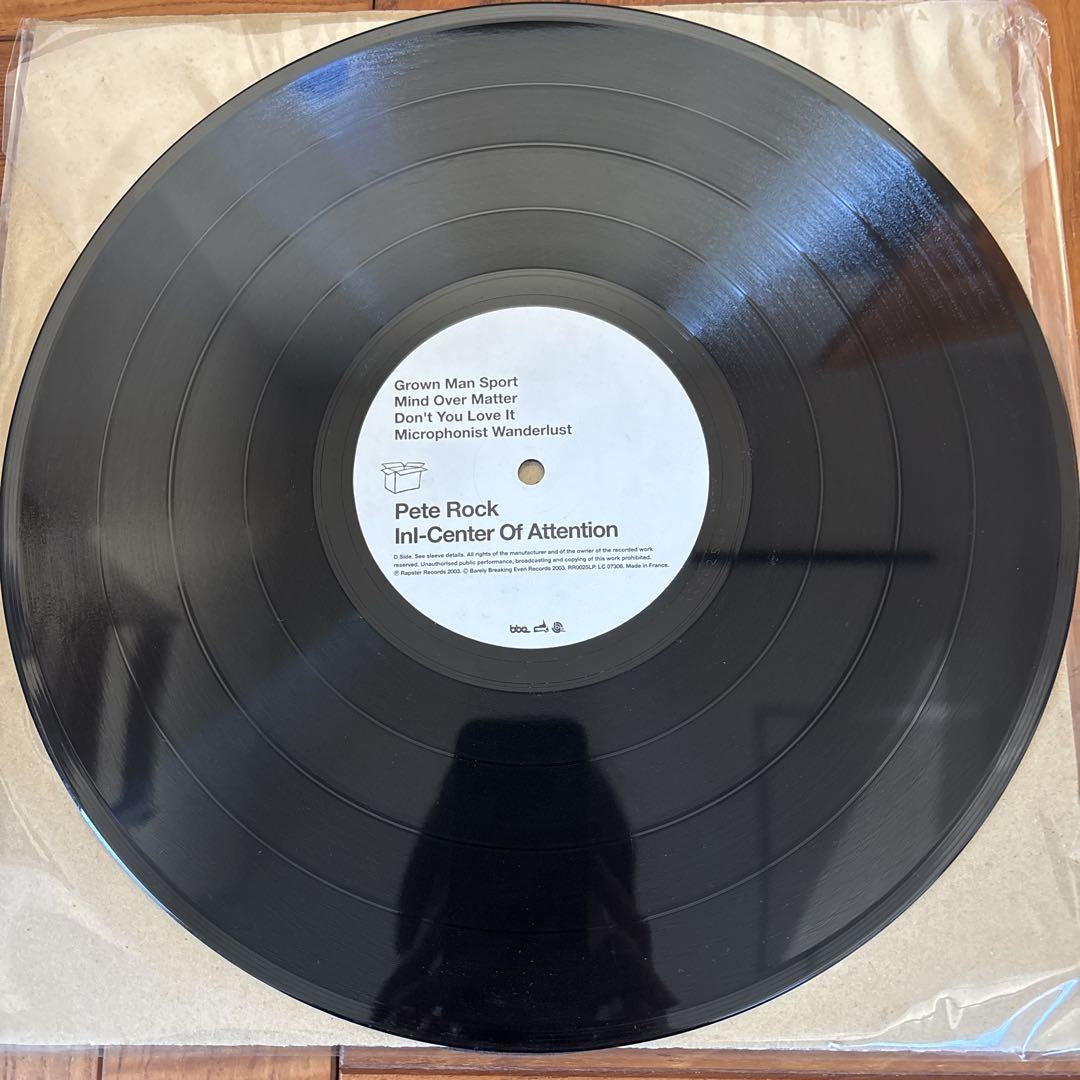 Grown Man Sport
Mind Over Matter
Don't You Love It
Microphonist Wanderlust
Pete Rock
InI-Center Of Attention
D Side. See sleeve details. All rights of the manufacturer and of the owner of the recorded work
reserved. Unauthorised public performance, broadcasting and copying of this work prohibited.
℗ Rapster Records 2003. © Barely Breaking Even Records 2003. RR0025LP. LC 07306. Made in France.
bbe